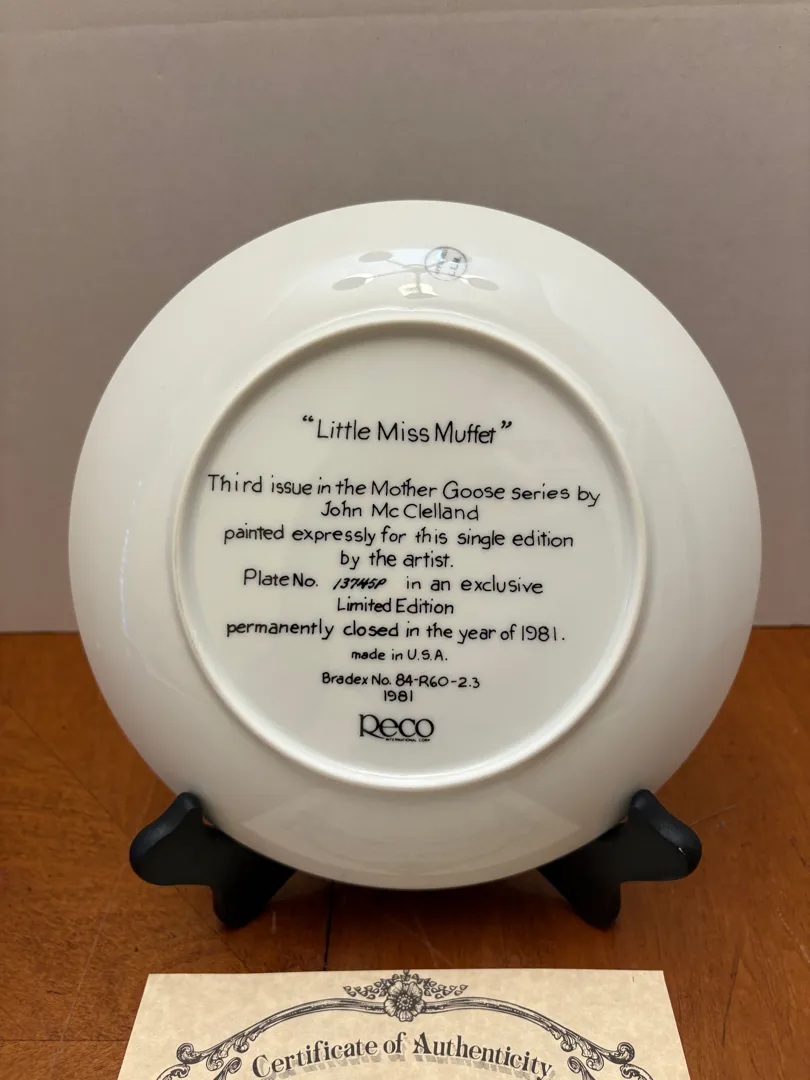 “Little Miss Muffet”
Third issue in the Mother Goose series by
John McClelland
painted expressly for this single edition
by the artist.
Plate No. 13745P in an exclusive
Limited Edition
permanently closed in the year of 1981.
made in U.S.A.
Bradex No. 84-R60-2.3
1981
Reco
INTERNATIONAL CORP.
Certificate of Authenticity